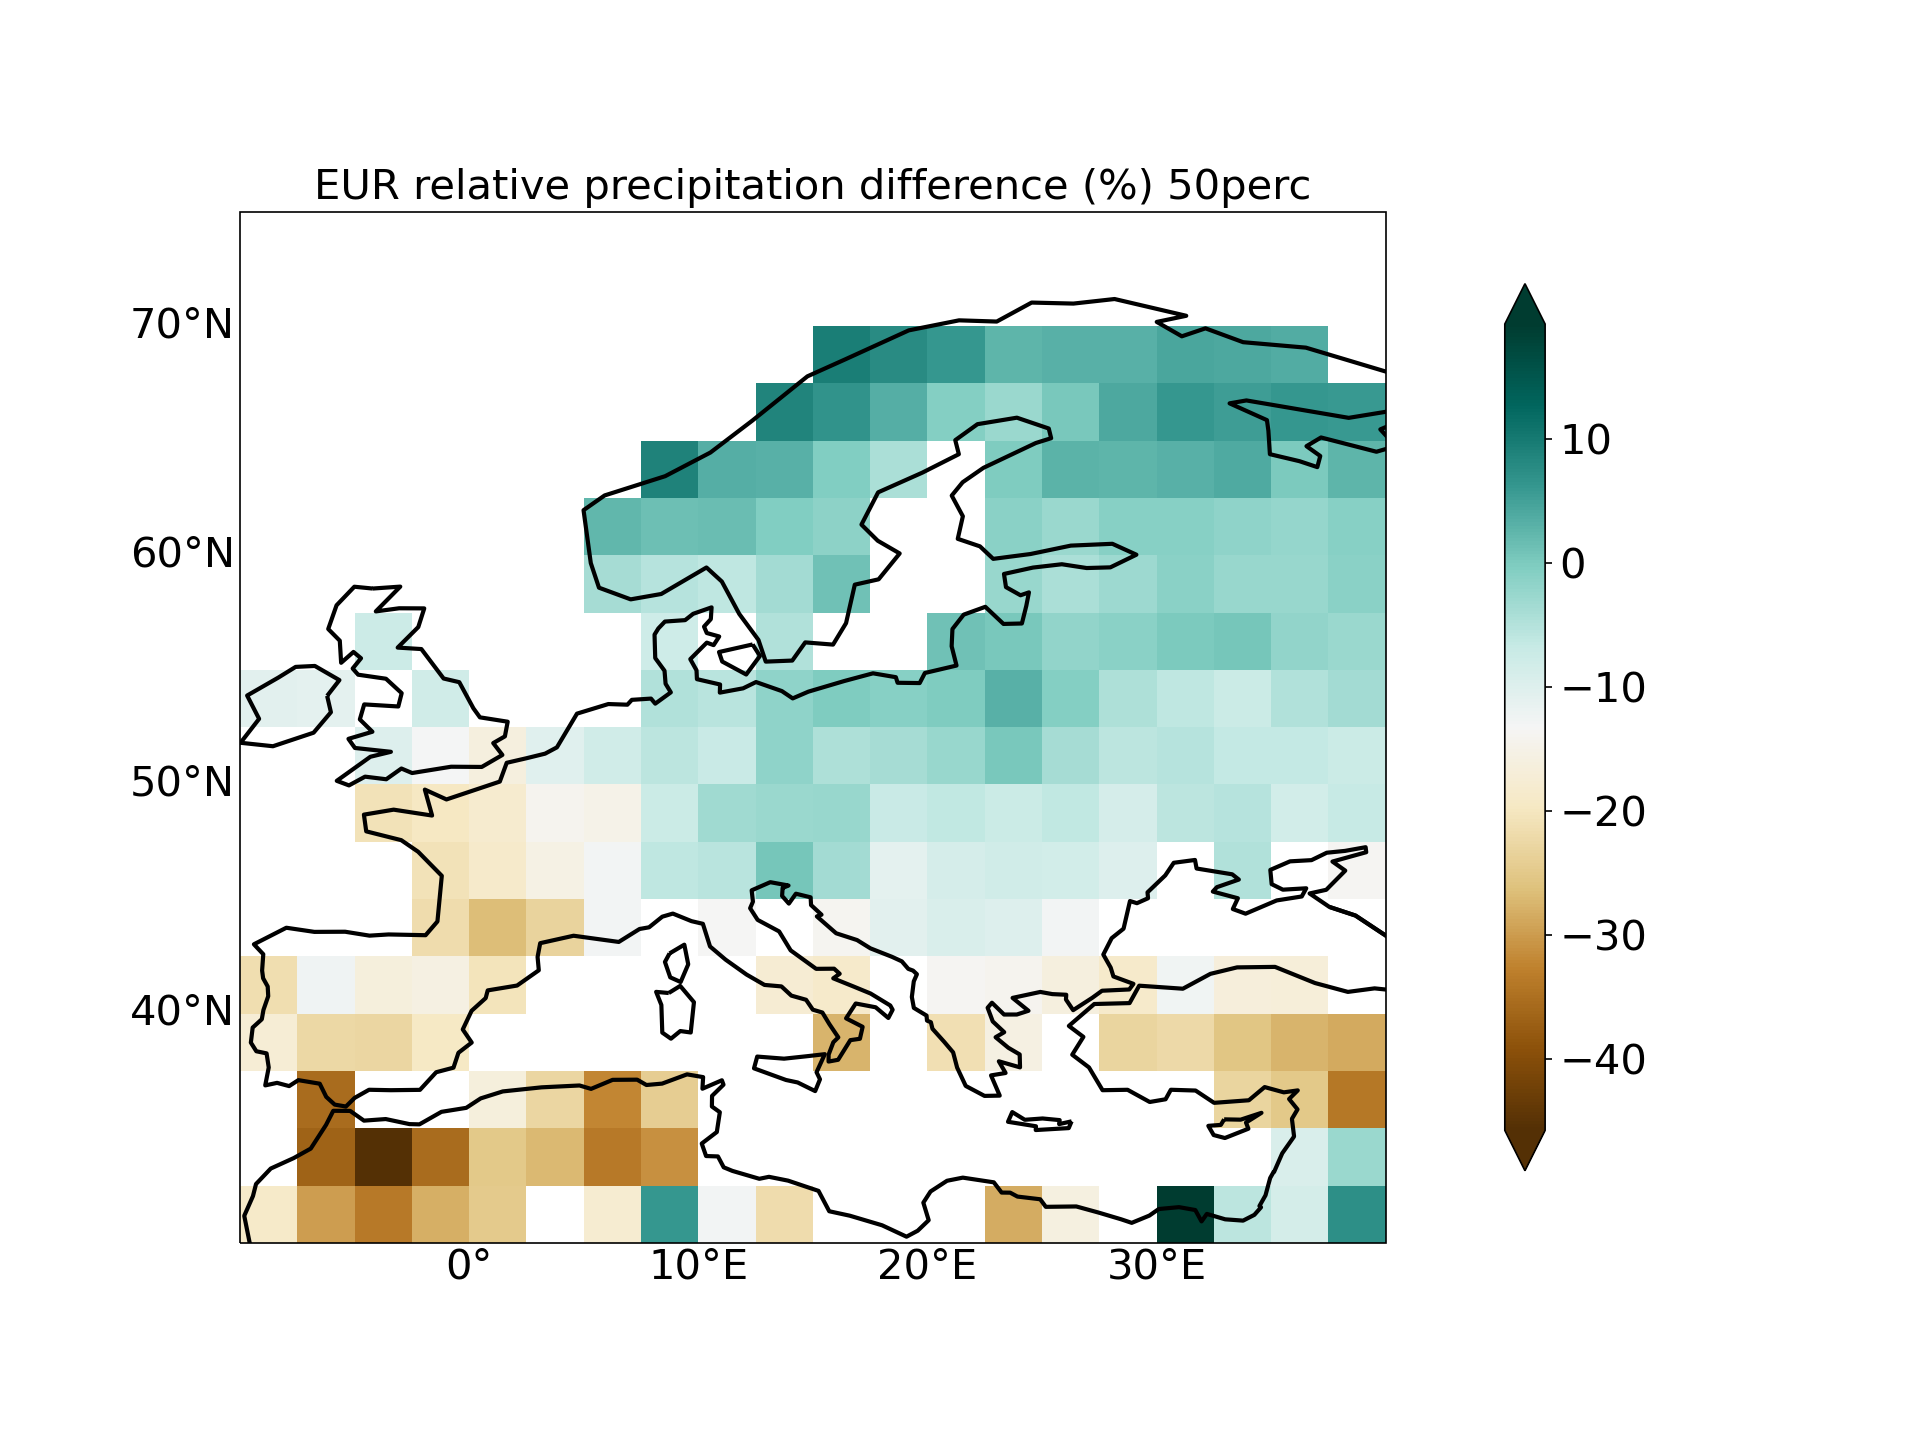 EUR relative precipitation difference (%) 50perc
70°N
60°N
50°N
40°N
0°
10°E
20°E
30°E
10
0
−10
−20
−30
−40